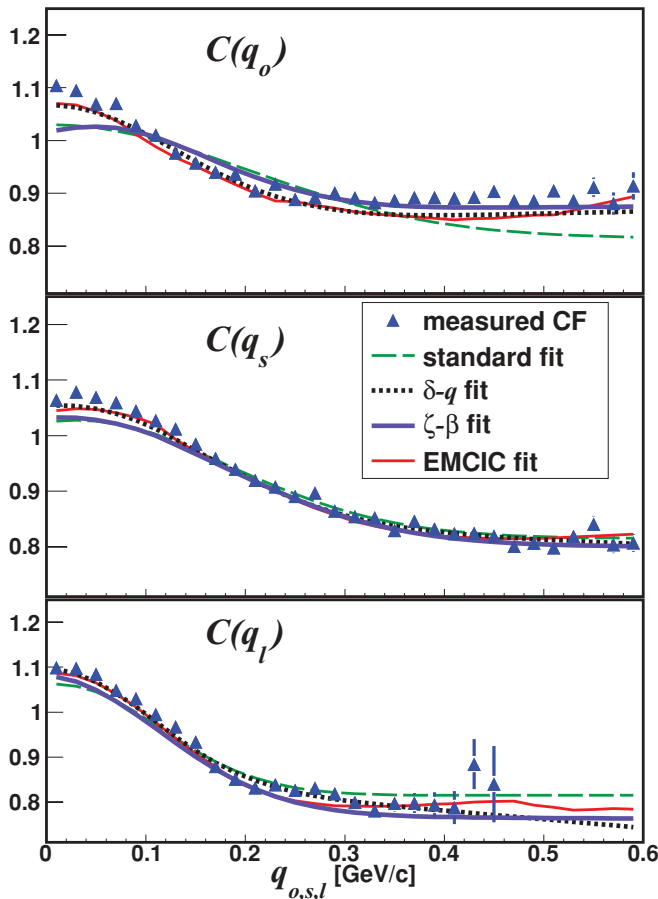 1.2
1.1
1
0.9
0.8
C(q_o)
1.2
1.1
1
0.9
0.8
C(q_s)
measured CF
standard fit
δ-q fit
ζ-β fit
EMCIC fit
1.2
1.1
1
0.9
0.8
C(q_l)
0 0.1 0.2 0.3 0.4 0.5 0.6
q_{o,s,l} [GeV/c]